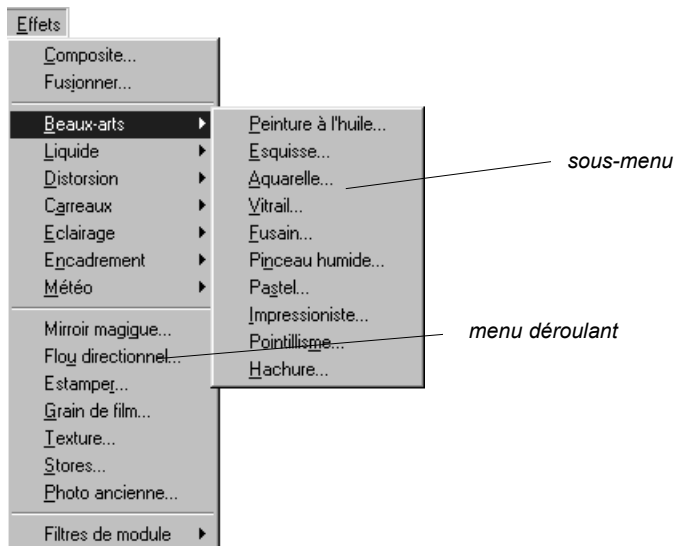 Effets
Composite...
Fusionner...
Beaux-arts
Liquide
Distorsion
Carreaux
Eclairage
Encadrement
Météo
Mirroir magigue...
Flou directionnel...
Estamper...
Grain de film...
Texture...
Stores...
Photo ancienne...
Filtres de module
Peinture à l'huile...
Esquisse...
Aquarelle...
Vitrail...
Fusain...
Pinceau humide...
Pastel...
Impressioniste...
Pointillisme...
Hachure...
sous-menu
menu déroulant